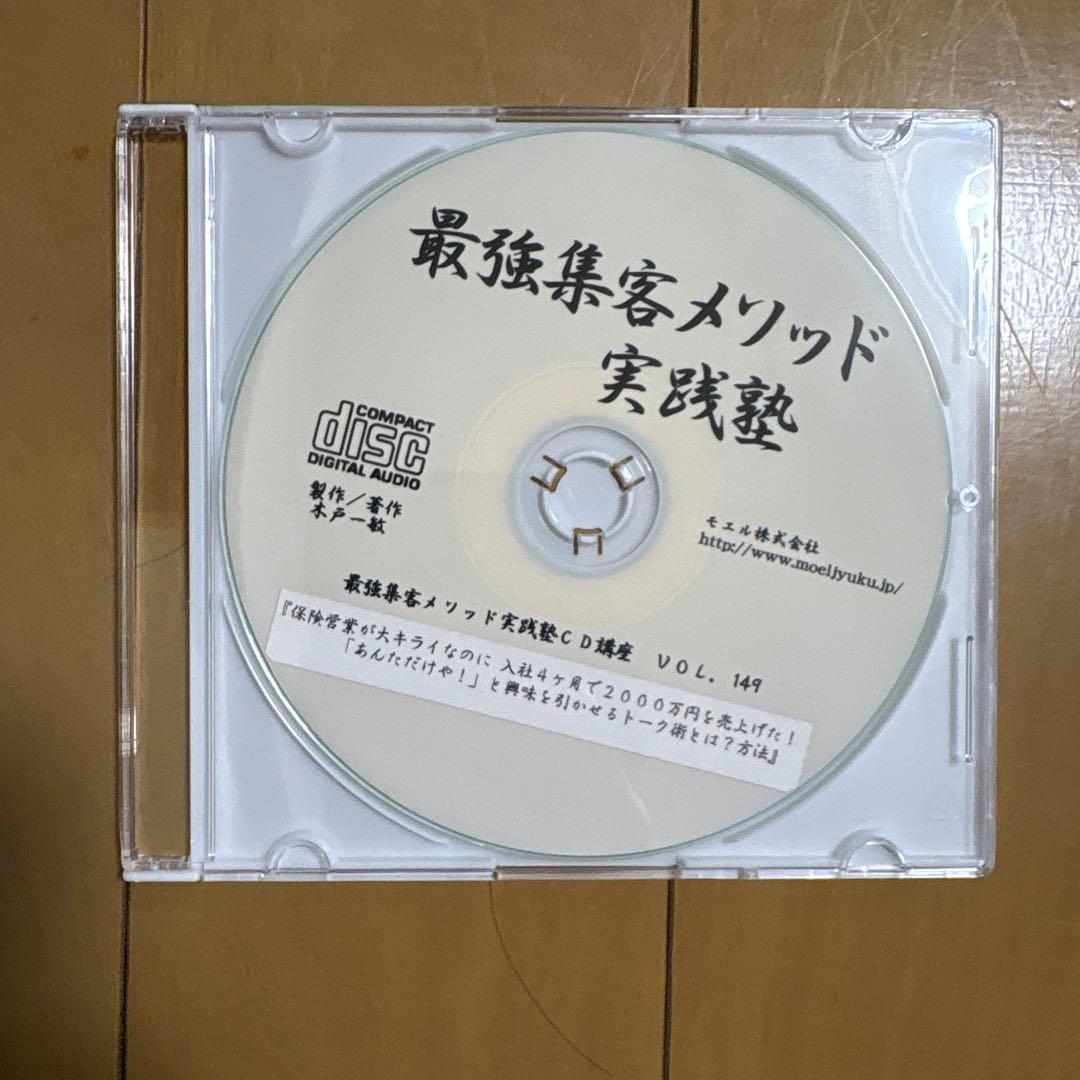 最強集客メソッド
実践塾
COMPACT
disc
DIGITAL AUDIO
製作／著作
木戸一敏
モエル株式会社
http://www.moeljyuku.jp/
最強集客メソッド実践塾ＣＤ講座　ＶＯＬ．149
『保険営業が大キライなのに 入社４ケ月で２０００万円を売上げた！
「あんただけや！」と興味を引かせるトーク術とは？方法』